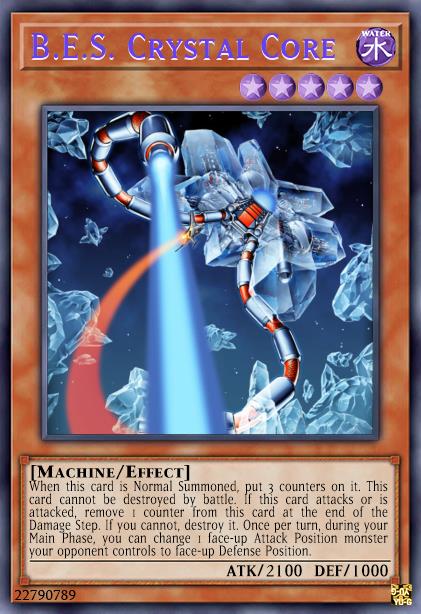 B.E.S. Crystal Core
WATER
水
[Machine/Effect]
When this card is Normal Summoned, put 3 counters on it. This
card cannot be destroyed by battle. If this card attacks or is
attacked, remove 1 counter from this card at the end of the
Damage Step. If you cannot, destroy it. Once per turn, during your
Main Phase, you can change 1 face-up Attack Position monster
your opponent controls to face-up Defense Position.
ATK/2100 DEF/1000
22790789